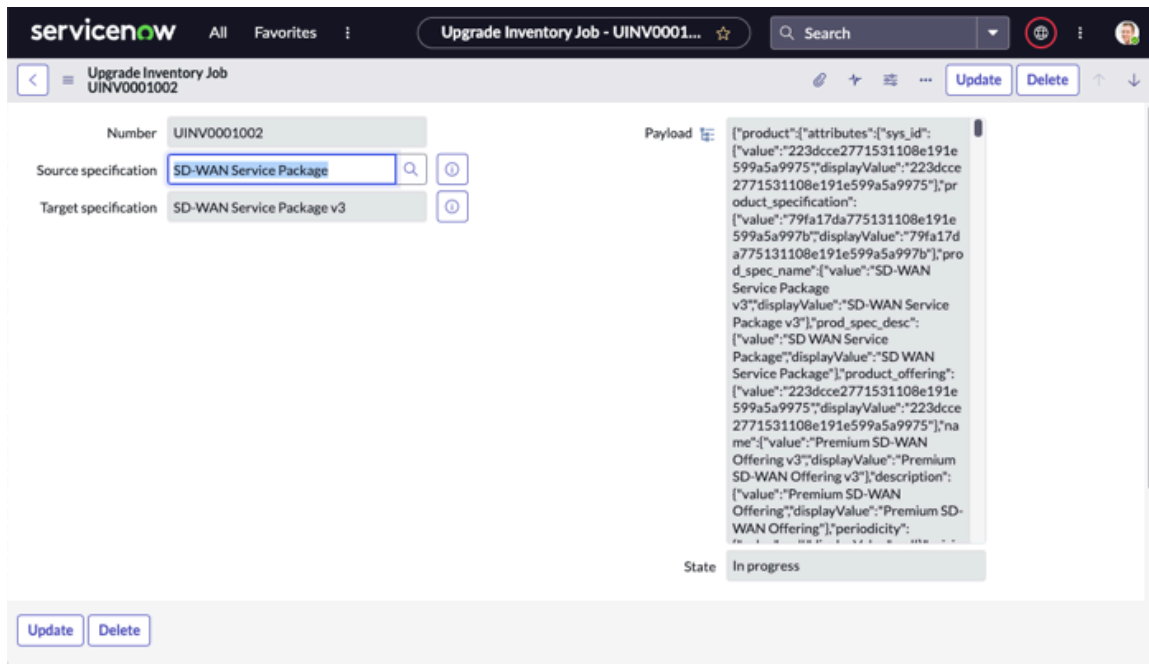 servicenow All Favorites Upgrade Inventory Job - UINV0001... Search
Upgrade Inventory Job
UINV0001002
Update Delete
Number UINV0001002
Source specification SD-WAN Service Package
Target specification SD-WAN Service Package v3
Payload
{"product":{"attributes":{"sys_id":
{"value":"223dcce2771531108e191e
599a5a9975","displayValue":"223dcce
2771531108e191e599a5a9975"},"pr
oduct_specification":
{"value":"79fa17da775131108e191e
599a5a997b","displayValue":"79fa17d
a775131108e191e599a5a997b"},"pro
d_spec_name":{"value":"SD-WAN
Service Package
v3","displayValue":"SD-WAN Service
Package v3"},"prod_spec_desc":
{"value":"SD WAN Service
Package","displayValue":"SD WAN
Service Package"},"product_offering":
{"value":"223dcce2771531108e191e
599a5a9975","displayValue":"223dcce
2771531108e191e599a5a9975"},"na
me":{"value":"Premium SD-WAN
Offering v3","displayValue":"Premium
SD-WAN Offering v3"},"description":
{"value":"Premium SD-WAN
Offering","displayValue":"Premium SD-
WAN Offering"},"periodicity":
State In progress
Update Delete